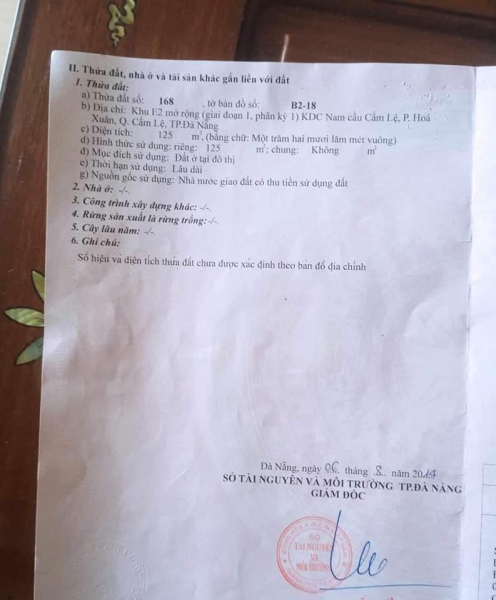 II. Thửa đất, nhà ở và tài sản khác gắn liền với đất
1. Thửa đất:
a) Thửa đất số: 168 , tờ bản đồ số: B2-18
b) Địa chỉ: Khu E2 mở rộng (giai đoạn 1, phân kỳ 1) KDC Nam cầu Cẩm Lệ, P. Hoà
Xuân, Q. Cẩm Lệ, TP.Đà Nẵng
c) Diện tích: 125 m², (bằng chữ: Một trăm hai mươi lăm mét vuông)
d) Hình thức sử dụng: riêng: 125 m²; chung: Không m²
đ) Mục đích sử dụng: Đất ở tại đô thị
e) Thời hạn sử dụng: Lâu dài
g) Nguồn gốc sử dụng: Nhà nước giao đất có thu tiền sử dụng đất
2. Nhà ở: -/-.
3. Công trình xây dựng khác: -/-.
4. Rừng sản xuất là rừng trồng: -/-.
5. Cây lâu năm: -/-.
6. Ghi chú:
Số hiệu và diện tích thửa đất chưa được xác định theo bản đồ địa chính
Đà Nẵng, ngày 06 tháng 8 năm 2014
SỞ TÀI NGUYÊN VÀ MÔI TRƯỜNG TP.ĐÀ NẴNG
GIÁM ĐỐC
SỞ
TÀI NGUYÊN
VÀ
MÔI TRƯỜNG